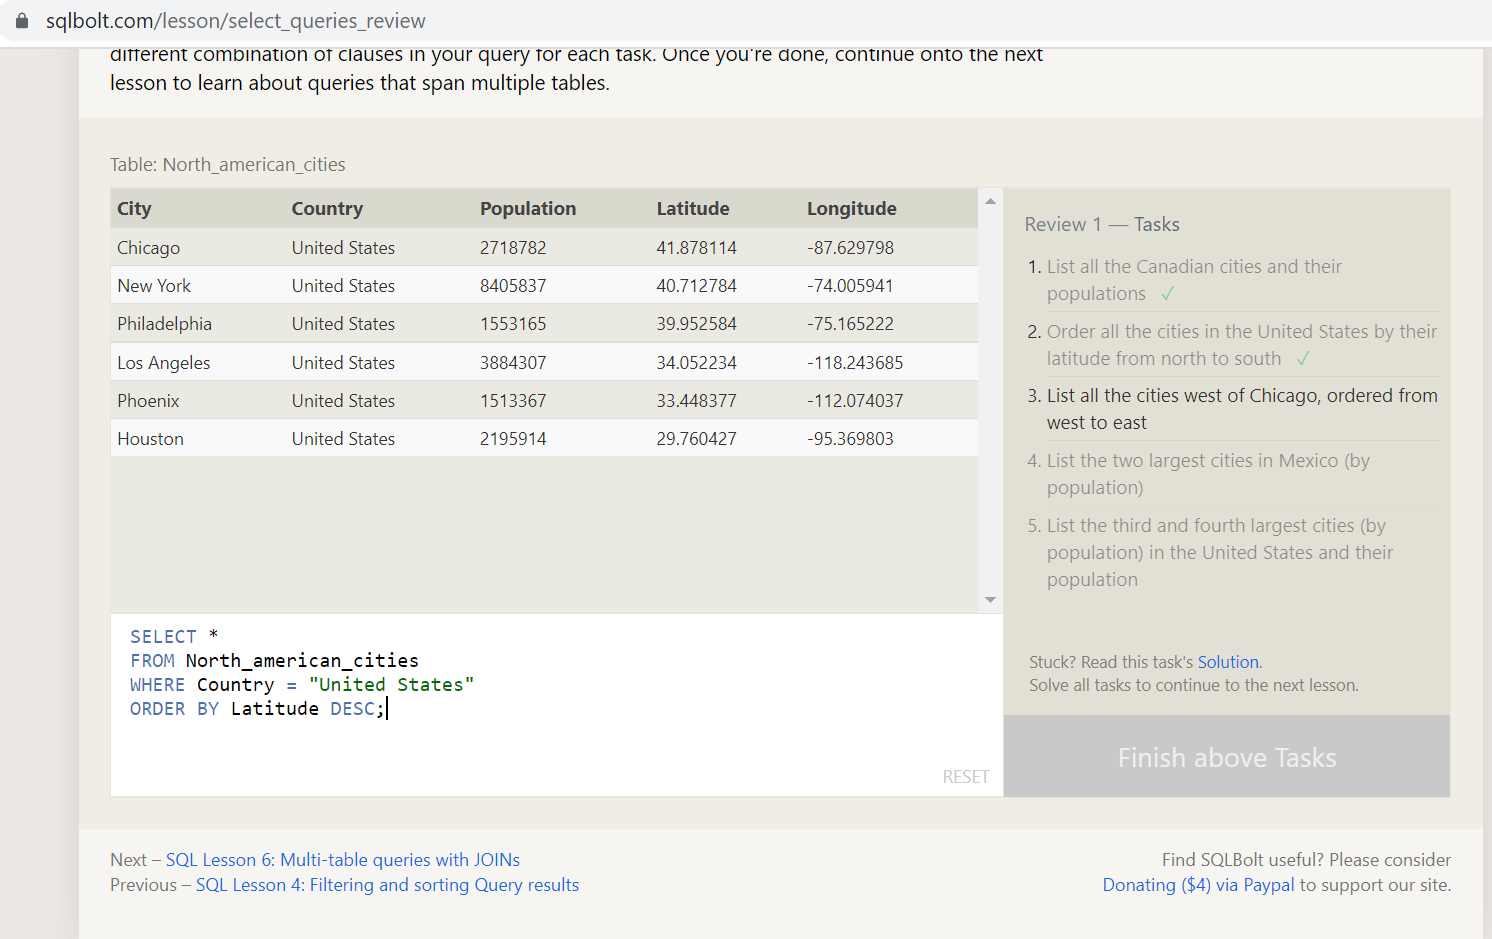 sqlbolt.com/lesson/select_queries_review
different combination of clauses in your query for each task. Once you're done, continue onto the next
lesson to learn about queries that span multiple tables.
Table: North_american_cities
City Country Population Latitude Longitude
Chicago United States 2718782 41.878114 -87.629798
New York United States 8405837 40.712784 -74.005941
Philadelphia United States 1553165 39.952584 -75.165222
Los Angeles United States 3884307 34.052234 -118.243685
Phoenix United States 1513367 33.448377 -112.074037
Houston United States 2195914 29.760427 -95.369803
SELECT *
FROM North_american_cities
WHERE Country = "United States"
ORDER BY Latitude DESC;
RESET
Review 1 — Tasks
1. List all the Canadian cities and their
populations ✓
2. Order all the cities in the United States by their
latitude from north to south ✓
3. List all the cities west of Chicago, ordered from
west to east
4. List the two largest cities in Mexico (by
population)
5. List the third and fourth largest cities (by
population) in the United States and their
population
Stuck? Read this task's Solution.
Solve all tasks to continue to the next lesson.
Finish above Tasks
Next – SQL Lesson 6: Multi-table queries with JOINs
Previous – SQL Lesson 4: Filtering and sorting Query results
Find SQLBolt useful? Please consider
Donating ($4) via Paypal to support our site.